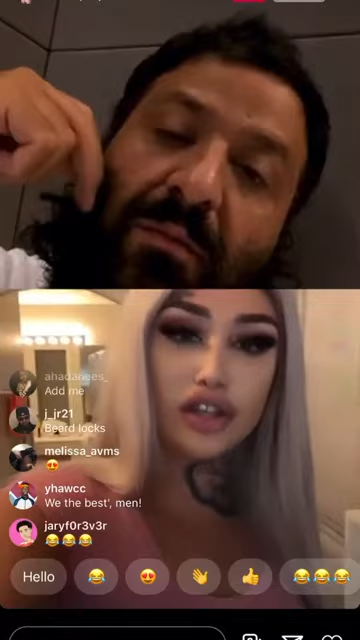 ahadanees_
Add me
j_jr21
Beard locks
melissa_avms
😍
yhawcc
We the best', men!
jaryf0r3v3r
😂😂😂
Hello 😂 😍 👋 👍 😂😂😂